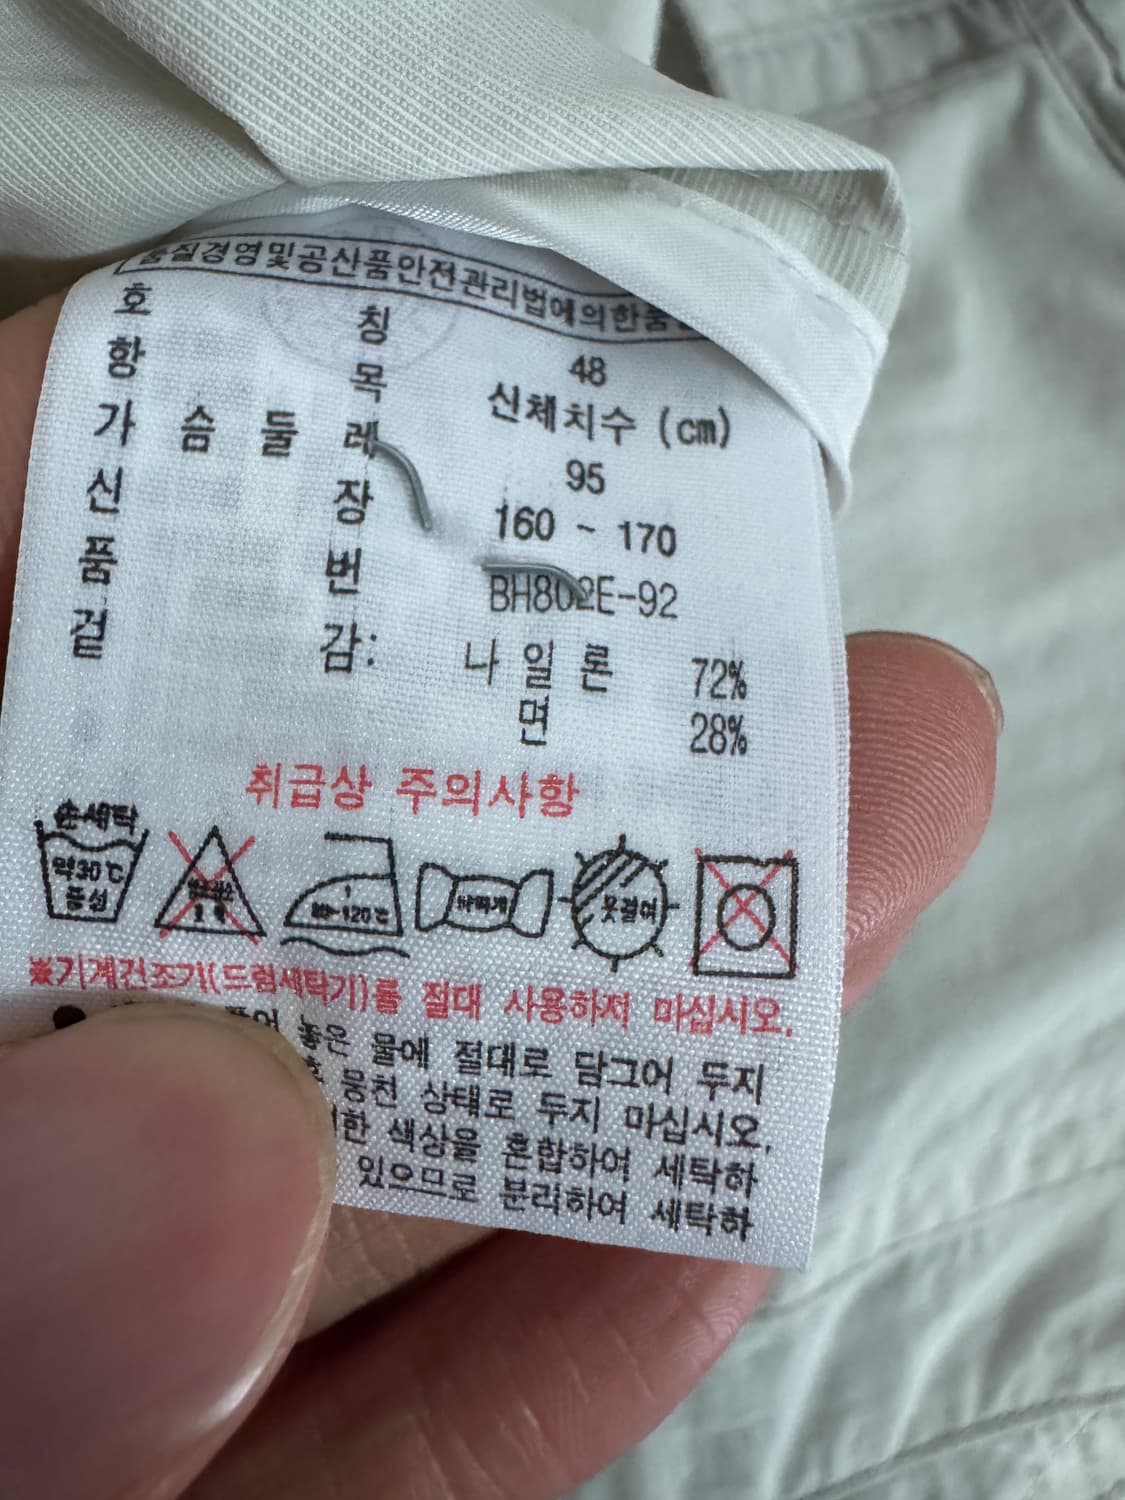 품질경영및공산품안전관리법에의한품
호 칭 48
항 목 신체치수 (cm)
가 슴 둘 레 95
신 장 160 ~ 170
품 번 BH802E-92
겉 감: 나 일 론 72%
면 28%
취급상 주의사항
손세탁
약30℃
중성
80~120℃
약하게
옷걸이
※기계건조기(드럼세탁기)를 절대 사용하지 마십시오.
풀어 놓은 물에 절대로 담그어 두지
뭉친 상태로 두지 마십시오.
한 색상을 혼합하여 세탁하
있으므로 분리하여 세탁하